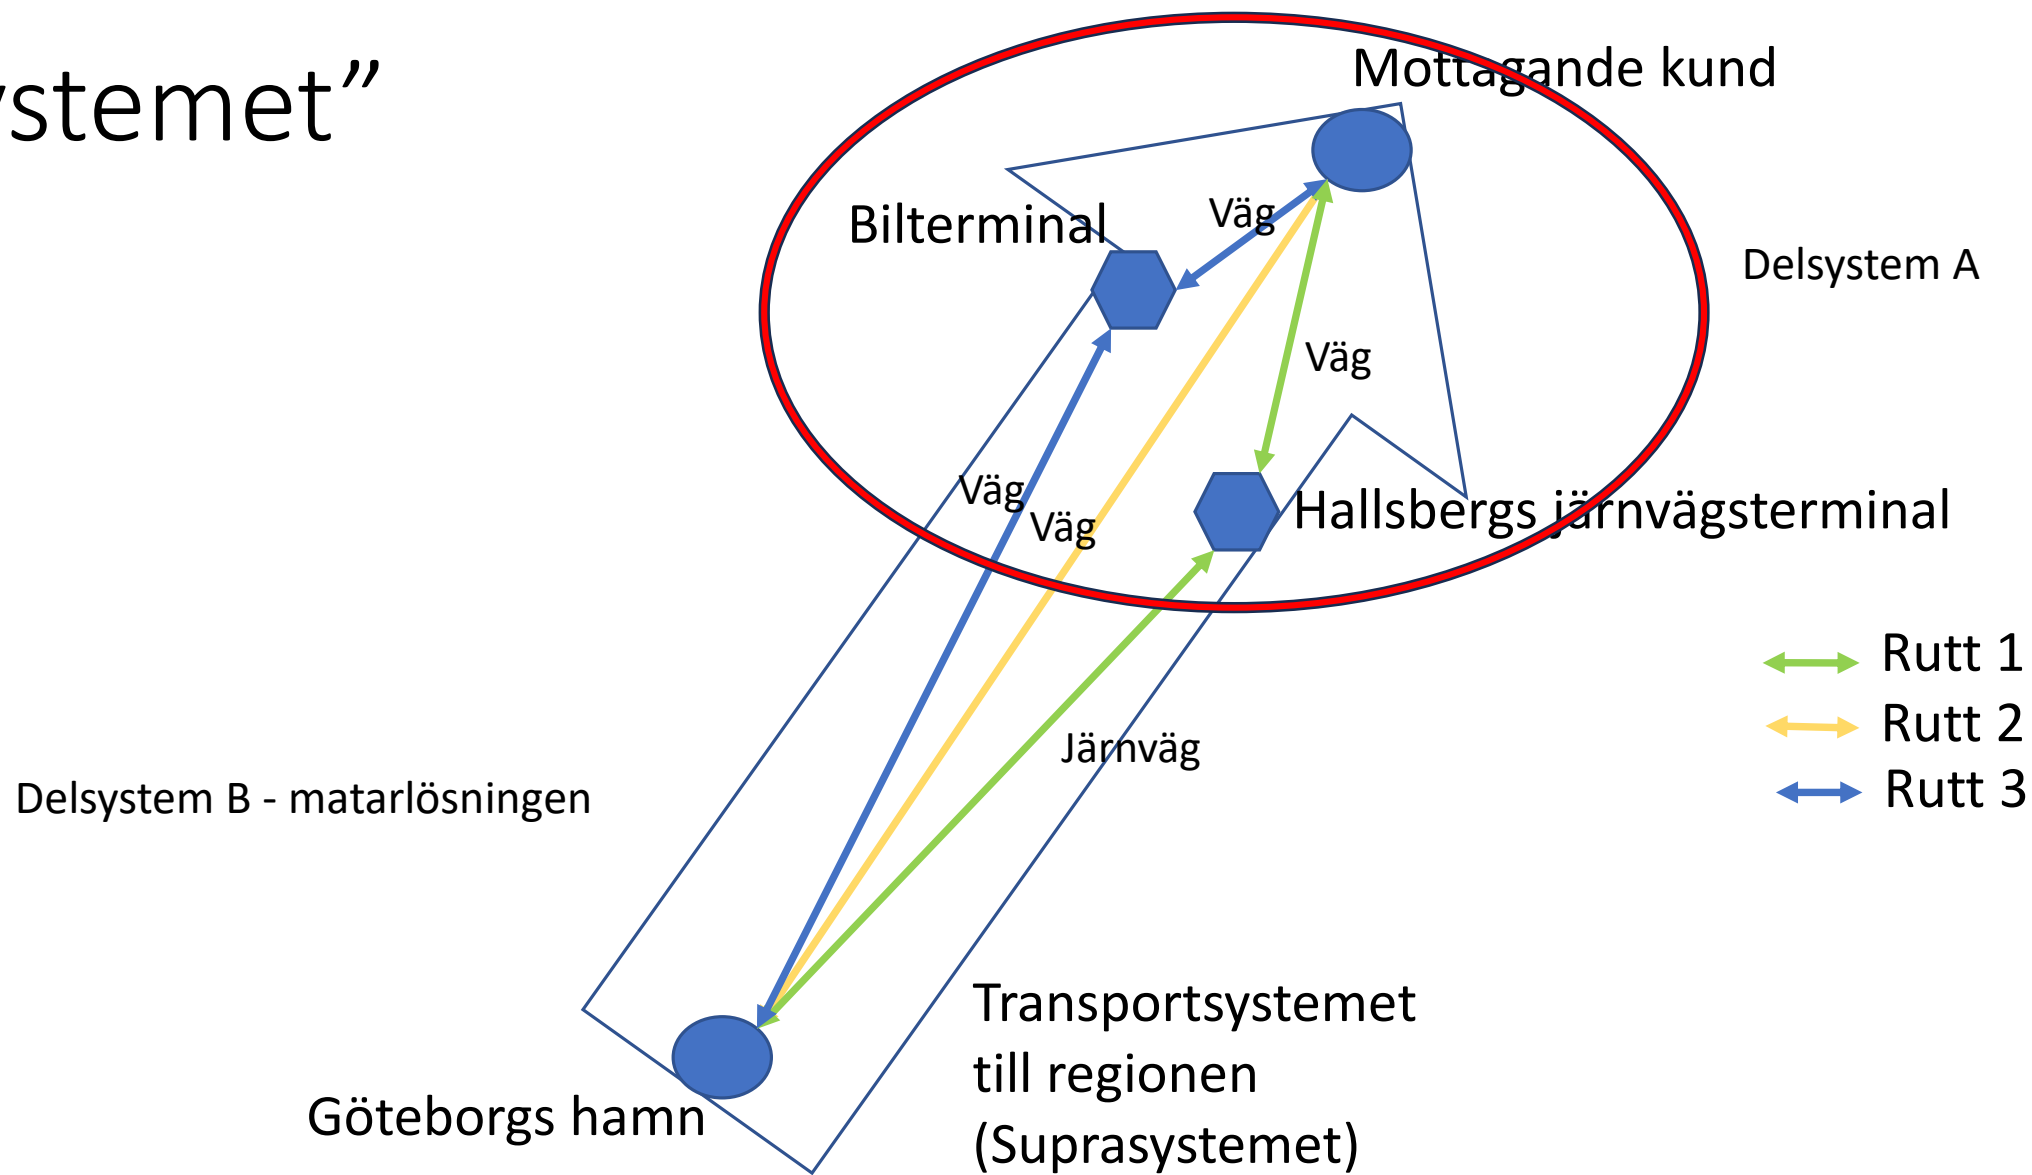 ystemet”
Mottagande kund
Bilterminal
Väg
Delsystem A
Väg
Väg
Väg
Hallsbergs järnvägsterminal
Rutt 1
Rutt 2
Järnväg
Rutt 3
Delsystem B - matarlösningen
Transportsystemet
till regionen
(Suprasystemet)
Göteborgs hamn